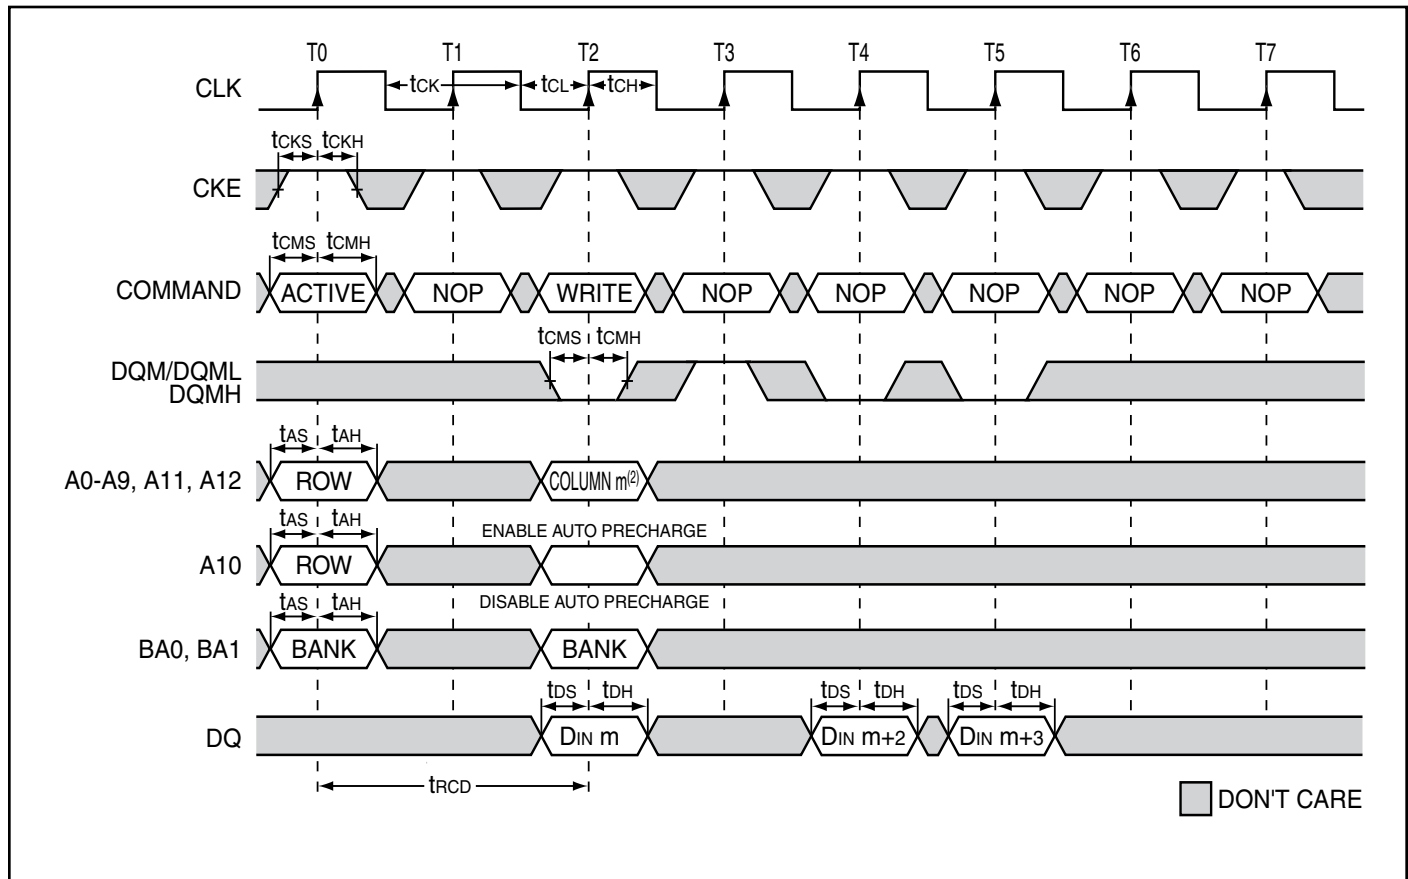 T0 T1 T2 T3 T4 T5 T6 T7
CLK tCK tCL tCH
tCKS tCKH
CKE
tCMS tCMH
COMMAND ACTIVE NOP WRITE NOP NOP NOP NOP NOP
tCMS tCMH
DQM/DQML
DQMH
tAS tAH
A0-A9, A11, A12 ROW COLUMN m(2)
tAS tAH ENABLE AUTO PRECHARGE
A10 ROW
tAS tAH DISABLE AUTO PRECHARGE
BA0, BA1 BANK BANK
tDS tDH tDS tDH tDS tDH
DQ DIN m DIN m+2 DIN m+3
tRCD
DON'T CARE